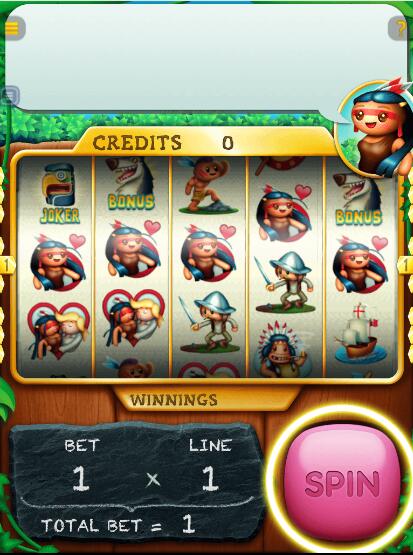 ?
CREDITS 0
JOKER BONUS BONUS
1 1
WINNINGS
BET LINE
1 x 1
TOTAL BET = 1
SPIN